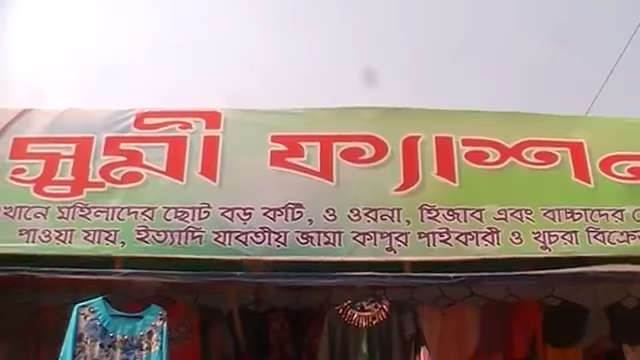 সুমী ফ্যাশন
খানে মহিলাদের ছোট বড় কটি, ও ওরনা, হিজাব এবং বাচ্চাদের
পাওয়া যায়, ইত্যাদি যাবতীয় জামা কাপুর পাইকারী ও খুচরা বিক্রে